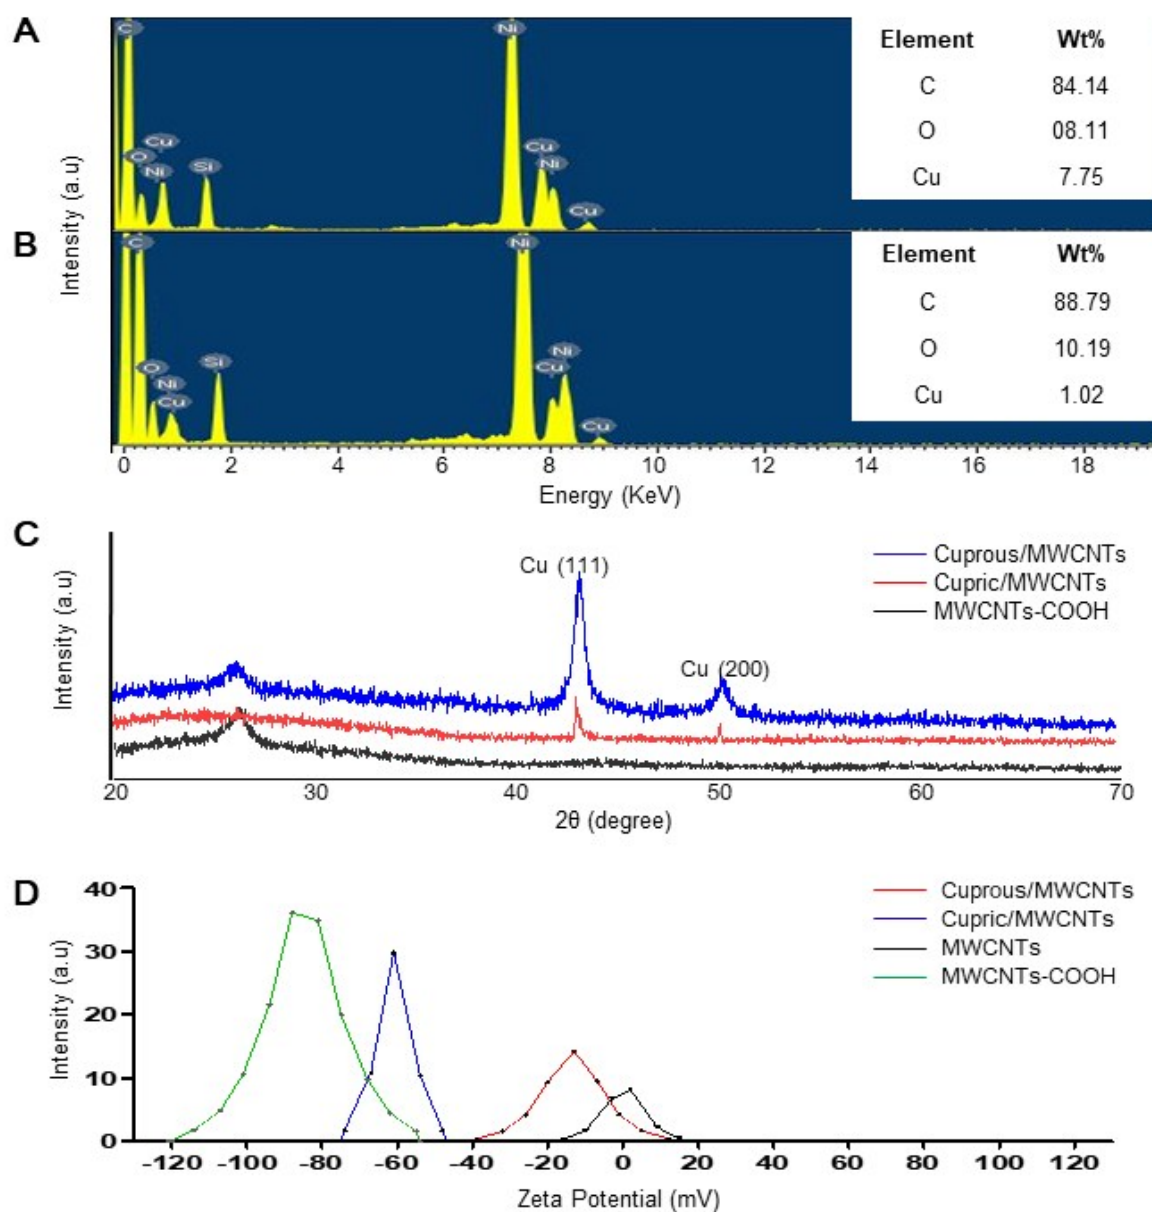 A
C
Ni
Element Wt%
C 84.14
O 08.11
Cu 7.75
Cu
O
Ni
Si
Cu
Ni
Cu
Intensity (a.u)
B
C
Ni
Element Wt%
C 88.79
O 10.19
Cu 1.02
O
Ni
Cu
Si
Ni
Cu
Cu
0 2 4 6 8 10 12 14 16 18
Energy (KeV)
C
Cu (111)
Cu (200)
Cuprous/MWCNTs
Cupric/MWCNTs
MWCNTs-COOH
Intensity (a.u)
20 30 40 50 60 70
2θ (degree)
D
Cuprous/MWCNTs
Cupric/MWCNTs
MWCNTs
MWCNTs-COOH
Intensity (a.u)
40
30
20
10
0
-120 -100 -80 -60 -40 -20 0 20 40 60 80 100 120
Zeta Potential (mV)